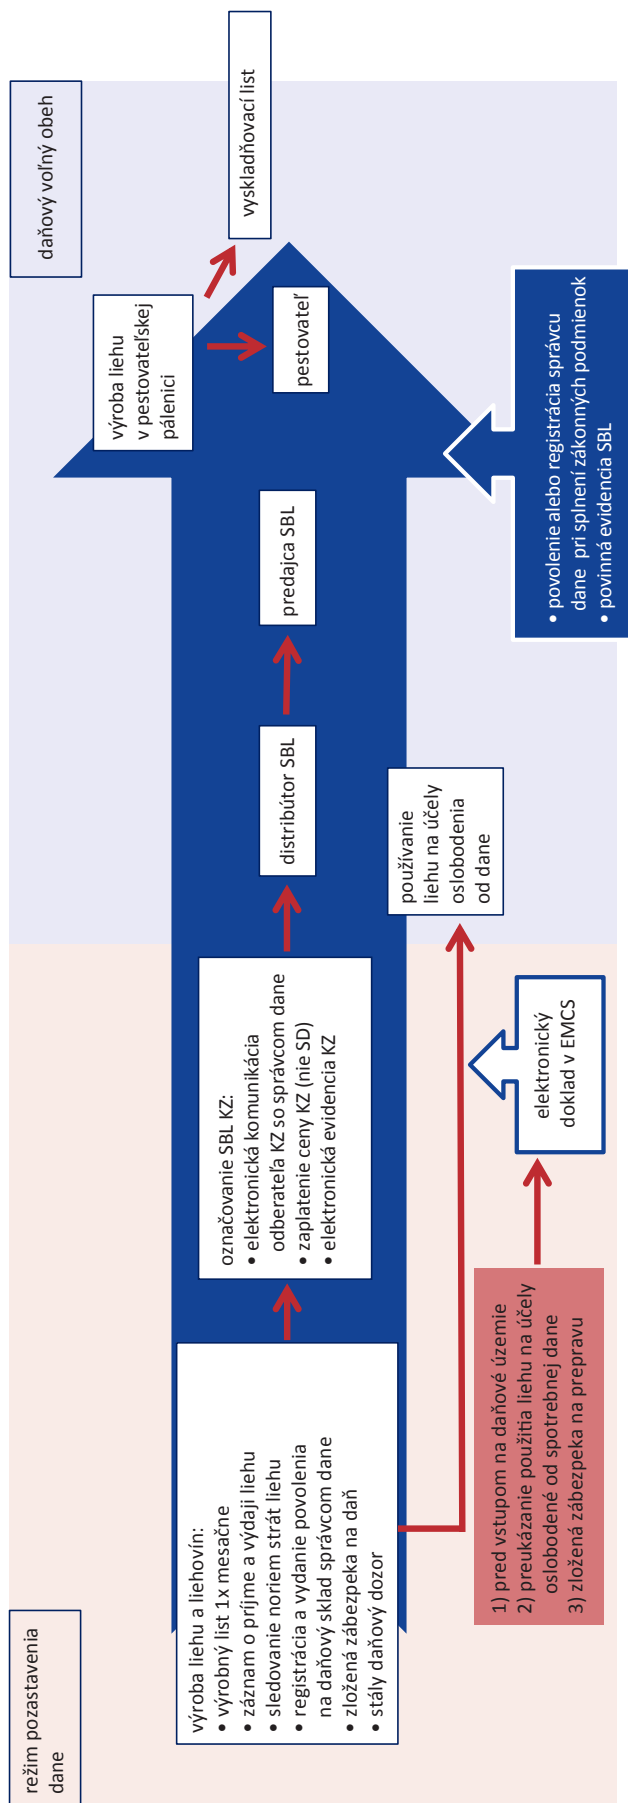 režim pozastavenia
dane
daňový voľný obeh
výroba liehu a liehovín:
• výrobný list 1x mesačne
• záznam o príjme a výdaji liehu
• sledovanie noriem strát liehu
• registrácia a vydanie povolenia
na daňový sklad správcom dane
• zložená zábezpeka na daň
• stály daňový dozor
označovanie SBL KZ:
• elektronická komunikácia
odberateľa KZ so správcom dane
• zaplatenie ceny KZ (nie SD)
• elektronická evidencia KZ
distribútor SBL
predajca SBL
výroba liehu
v pestovateľskej
pálenici
pestovateľ
vyskladňovací list
používanie
liehu na účely
oslobodenia
od dane
1) pred vstupom na daňové územie
2) preukázanie použitia liehu na účely
oslobodené od spotrebnej dane
3) zložená zábezpeka na prepravu
elektronický
doklad v EMCS
• povolenie alebo registrácia správcu
dane pri splnení zákonných podmienok
• povinná evidencia SBL